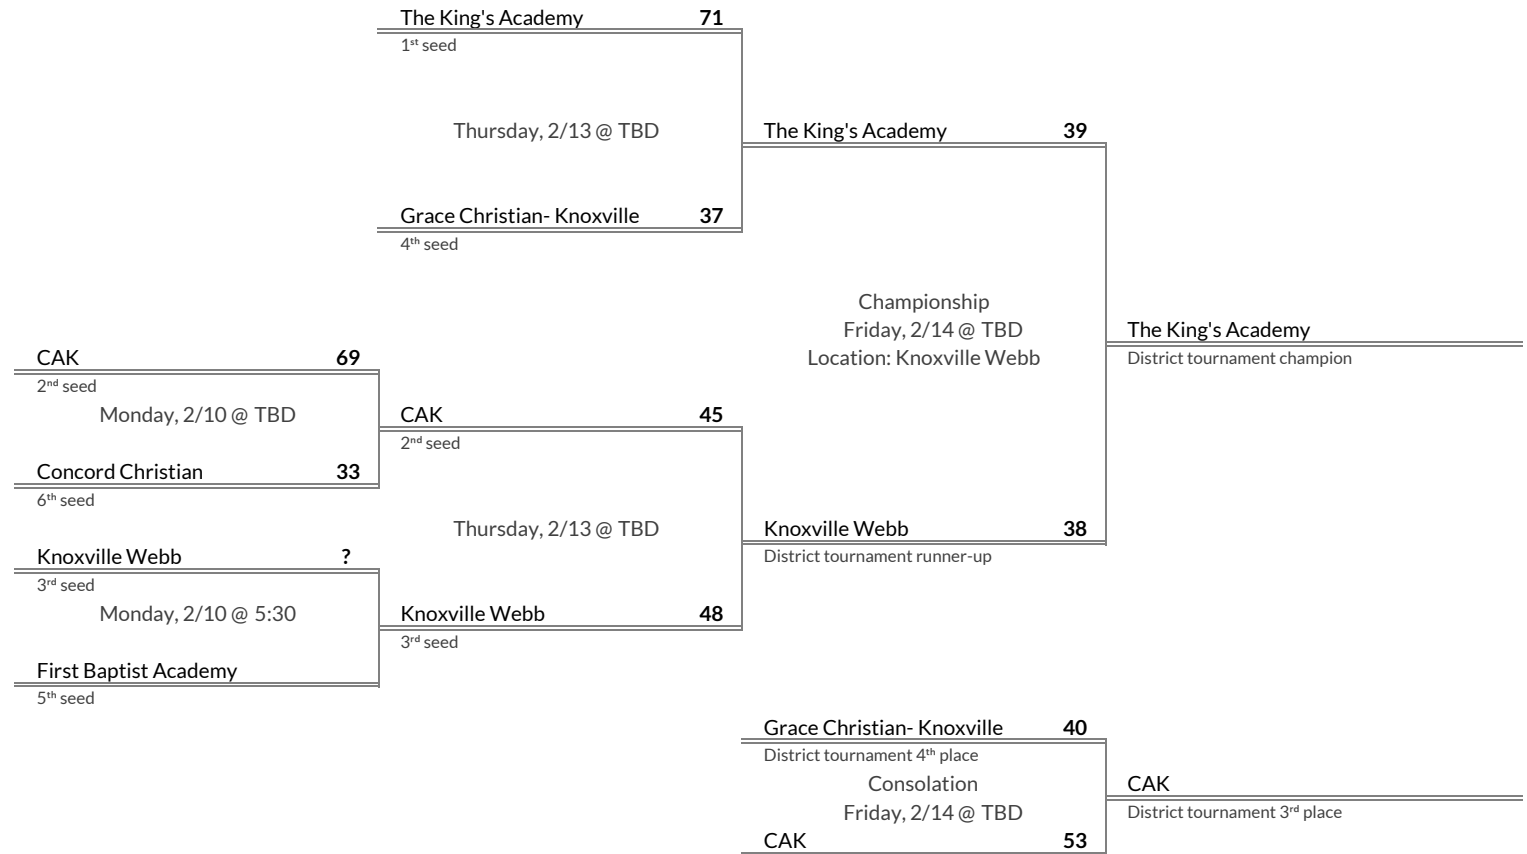 The King's Academy 71
1st seed
Thursday, 2/13 @ TBD
The King's Academy 39
Grace Christian- Knoxville 37
4th seed
Championship
Friday, 2/14 @ TBD
Location: Knoxville Webb
The King's Academy
District tournament champion
CAK 69
2nd seed
Monday, 2/10 @ TBD
CAK 45
2nd seed
Concord Christian 33
6th seed
Thursday, 2/13 @ TBD
Knoxville Webb 38
District tournament runner-up
Knoxville Webb ?
3rd seed
Monday, 2/10 @ 5:30
Knoxville Webb 48
3rd seed
First Baptist Academy
5th seed
Grace Christian- Knoxville 40
District tournament 4th place
Consolation
Friday, 2/14 @ TBD
CAK
District tournament 3rd place
CAK 53